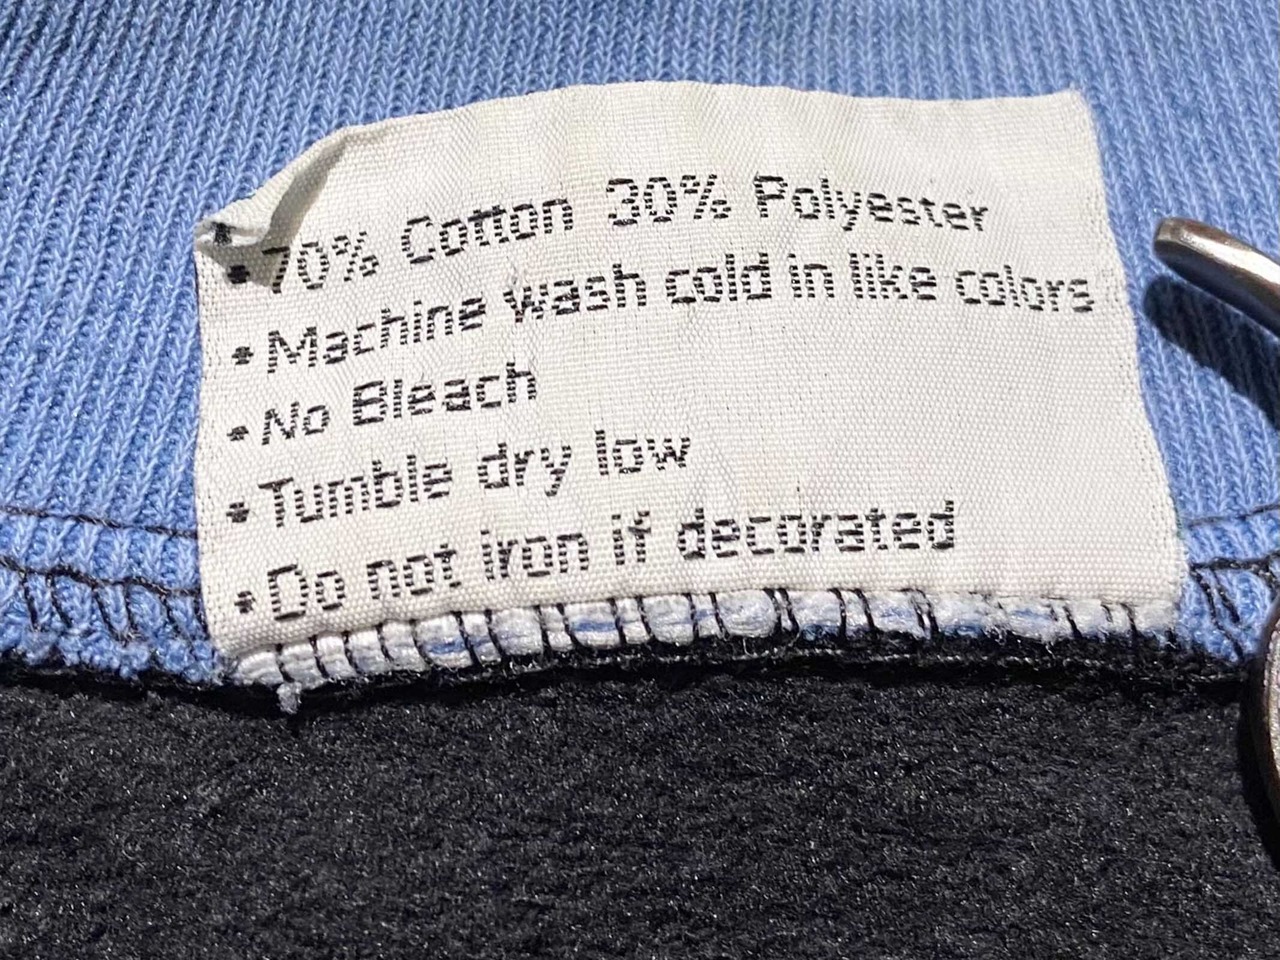 • 70% Cotton 30% Polyester
• Machine wash cold in like colors
• No Bleach
• Tumble dry low
• Do not iron if decorated